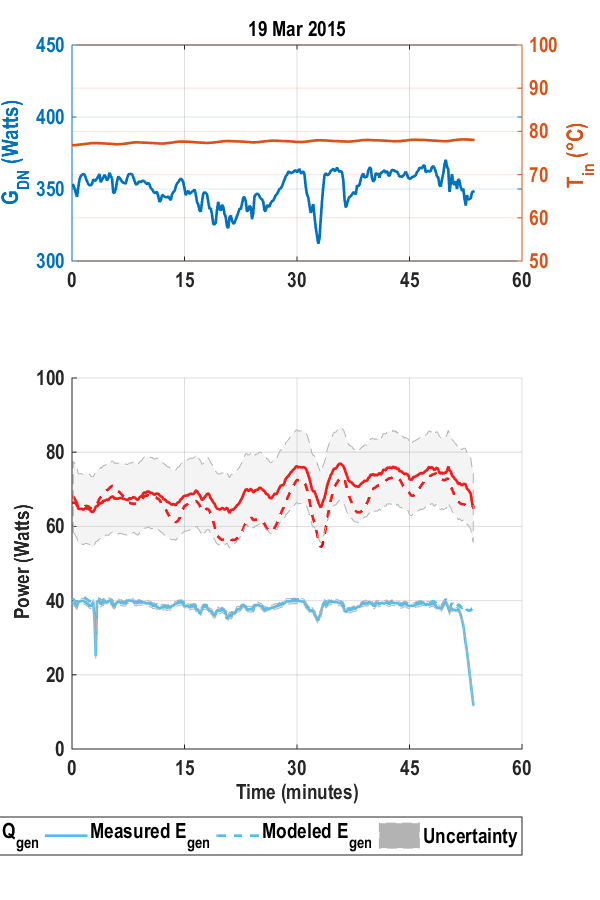 19 Mar 2015
450 100
400 90
350 80
300 70
60
50
G_DN (Watts)
T_in (°C)
0 15 30 45 60
100
80
60
40
20
0
Power (Watts)
0 15 30 45 60
Time (minutes)
Q_gen Measured E_gen Modeled E_gen Uncertainty